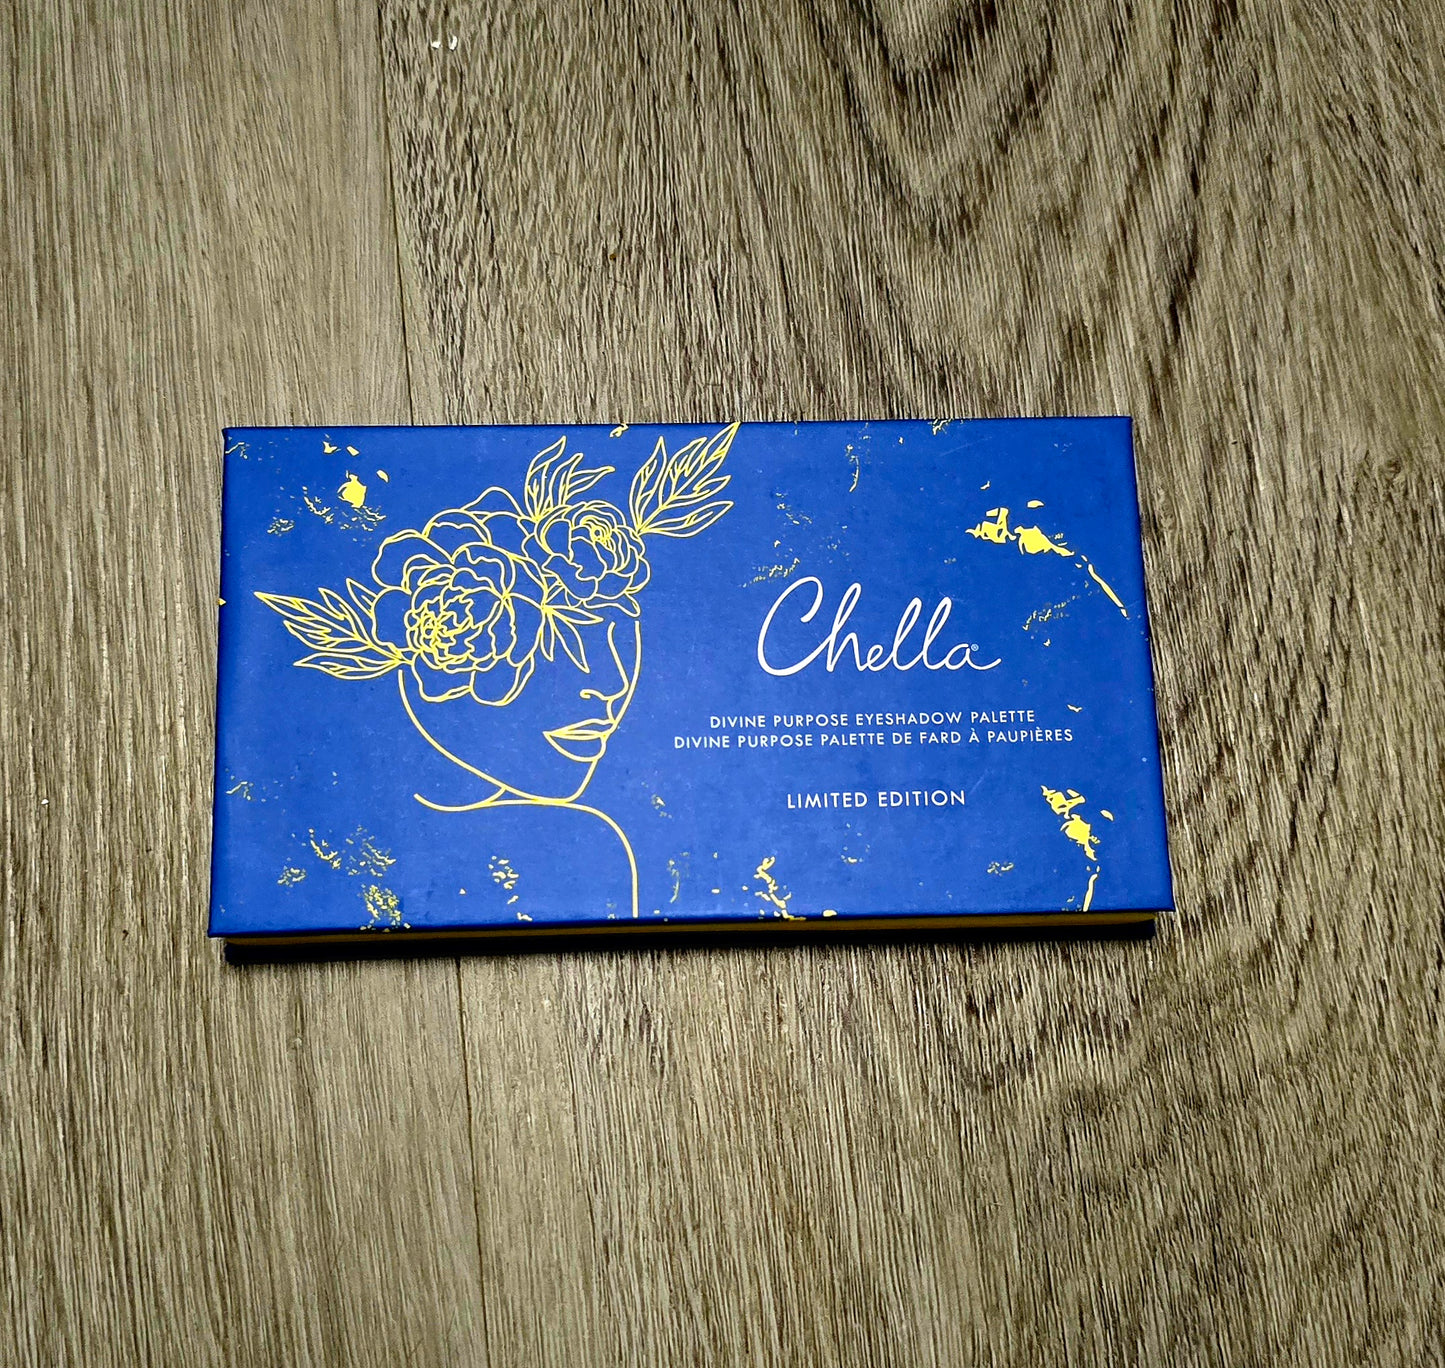 Chella®
DIVINE PURPOSE EYESHADOW PALETTE
DIVINE PURPOSE PALETTE DE FARD À PAUPIÈRES
LIMITED EDITION